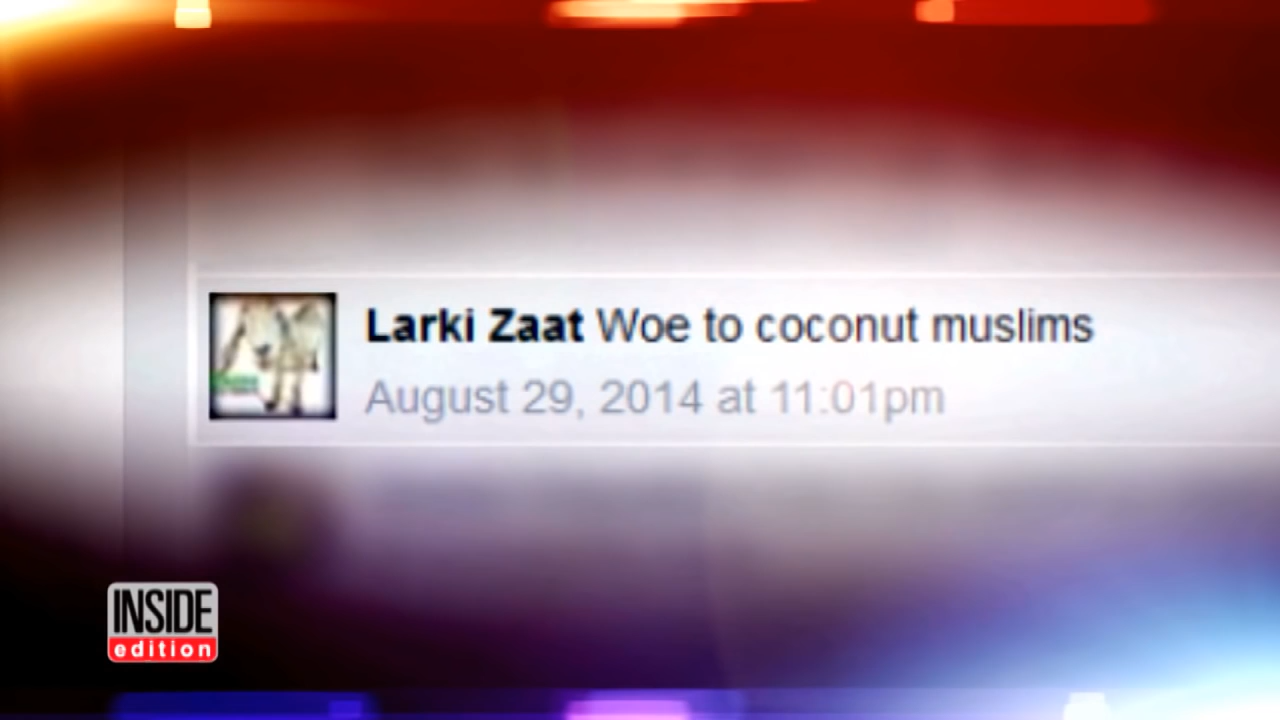 Larki Zaat Woe to coconut muslims
August 29, 2014 at 11:01pm
INSIDE
edition